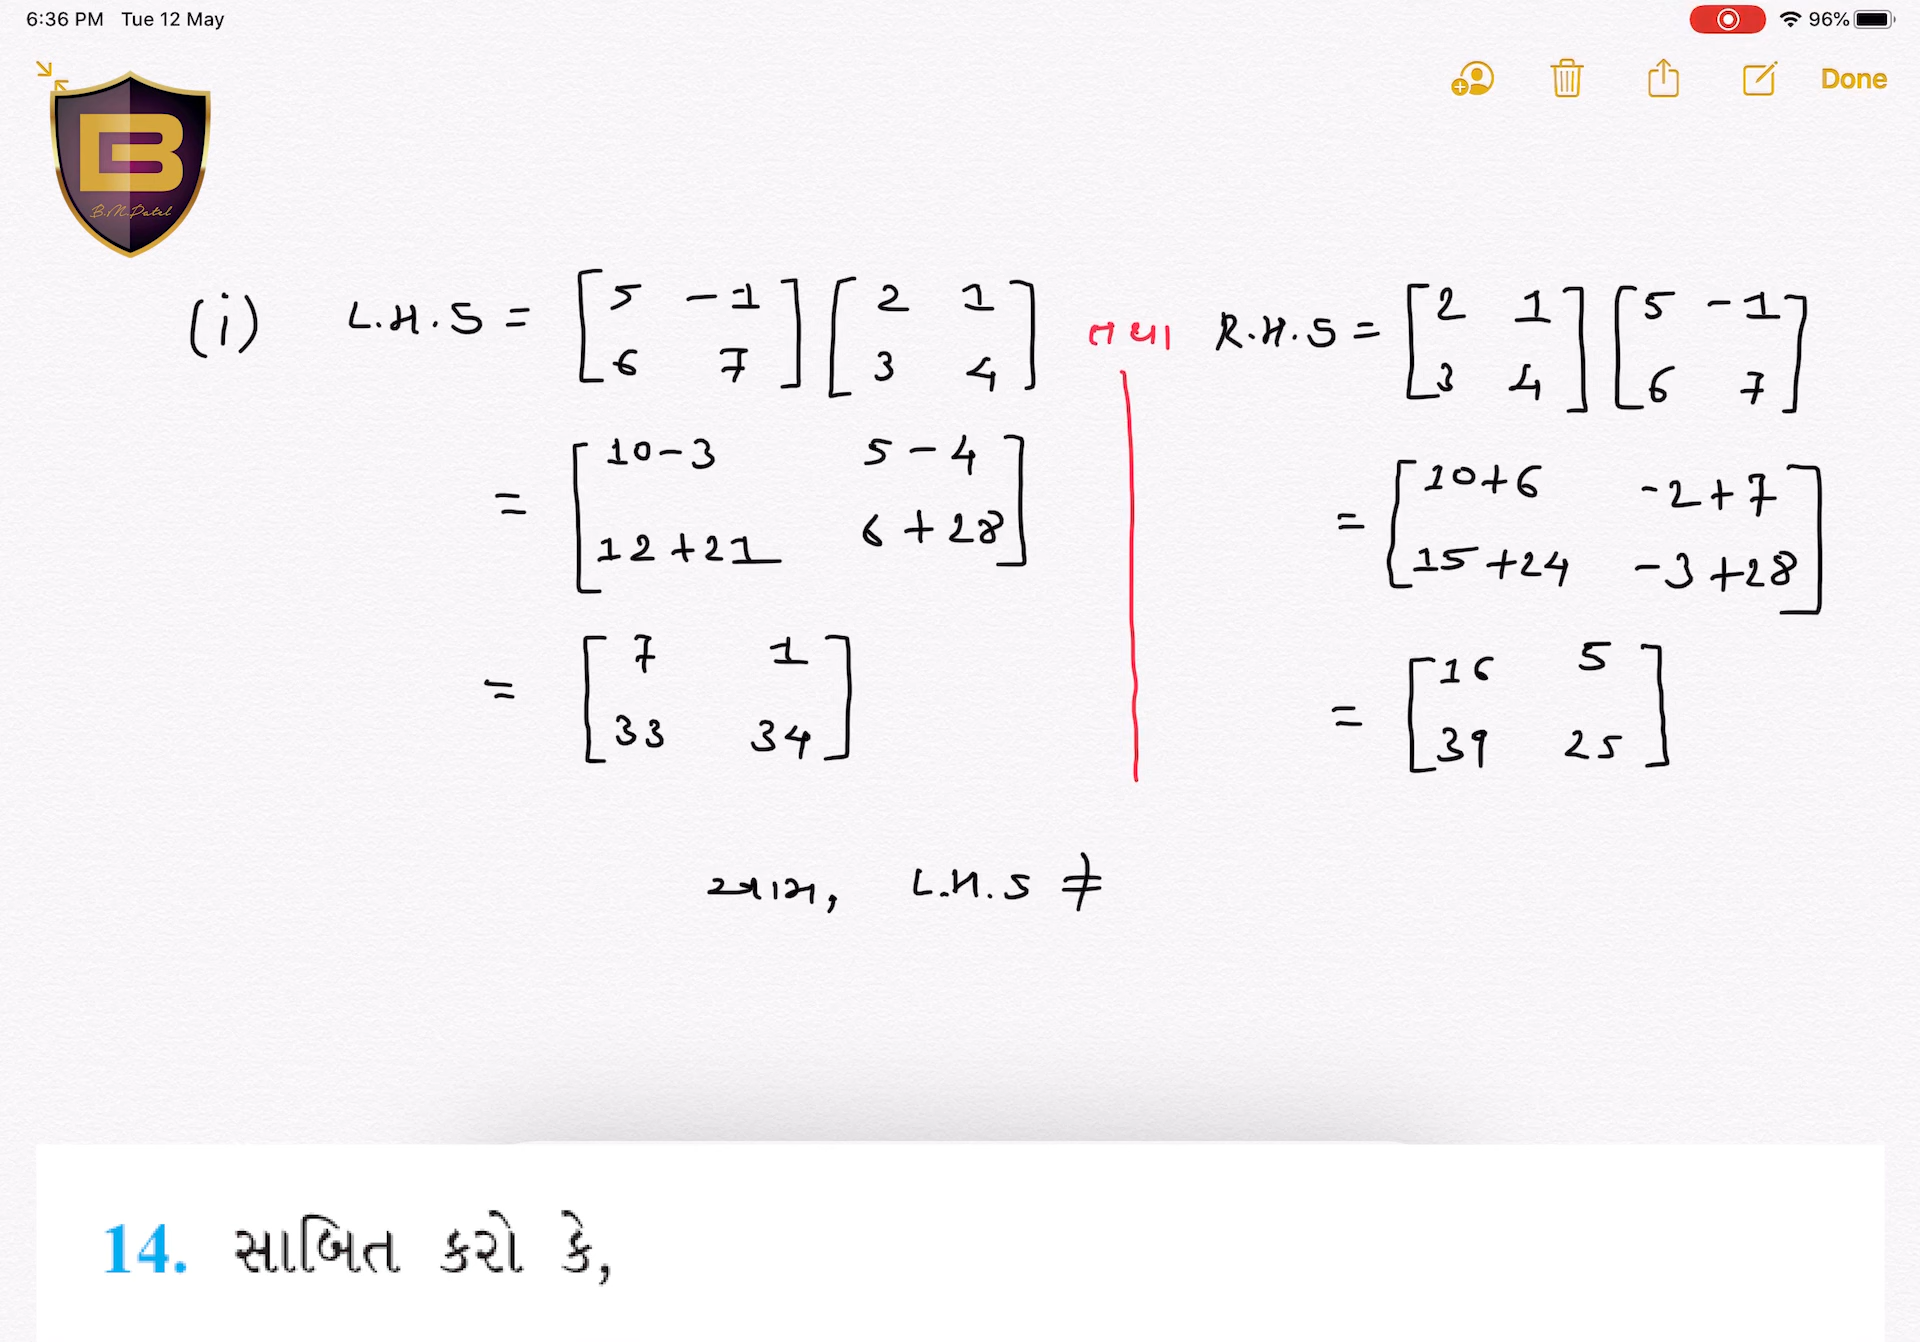 6:36 PM Tue 12 May 96%
Done
B
B.M.Patel
(i) L.H.S = [5 -1] [2 1] તથા R.H.S = [2 1] [5 -1]
[6 7] [3 4] [3 4] [6 7]
= [10-3 5-4] = [10+6 -2+7]
[12+21 6+28] [15+24 -3+28]
= [7 1] = [16 5]
[33 34] [39 25]
આમ, L.H.S ≠
14. સાબિત કરો કે,